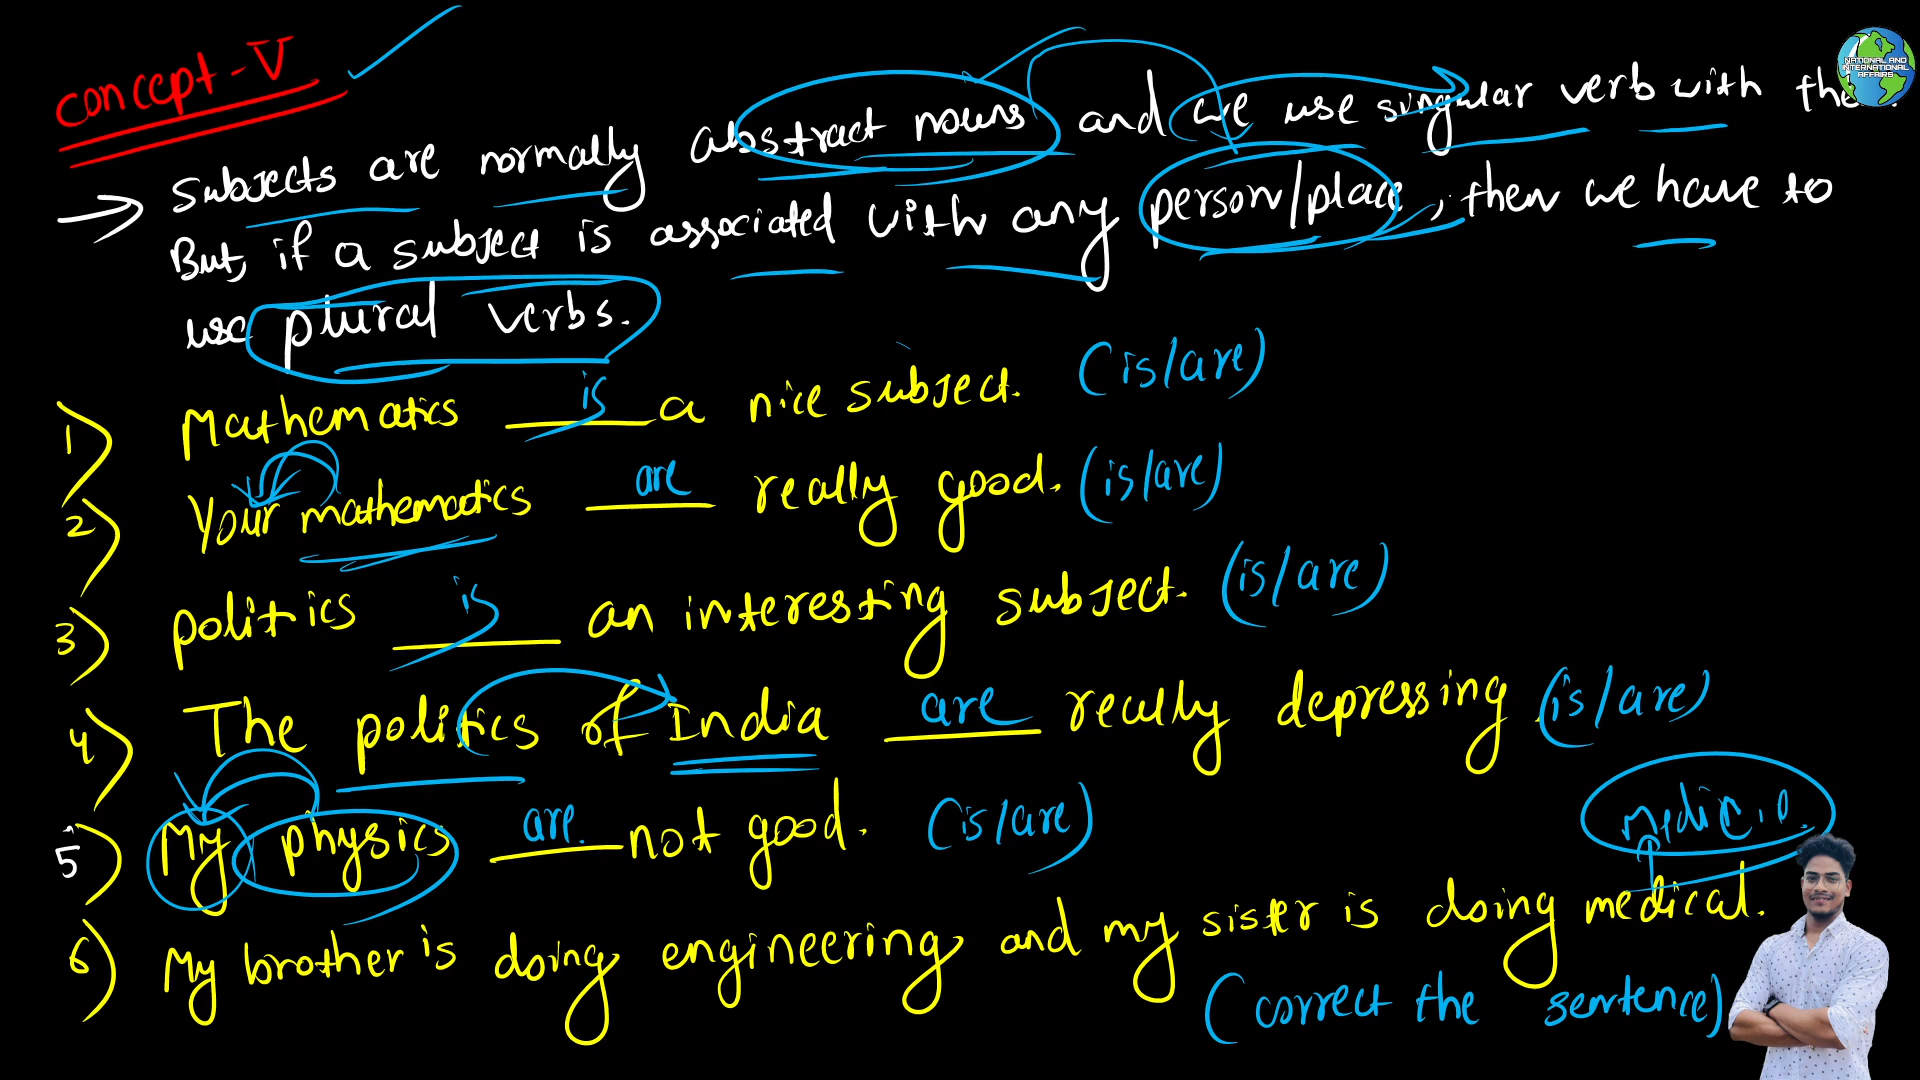 concept-V
NATIONAL AND
INTERNATIONAL
AFFAIRS
→ Subjects are normally abstract nouns and we use singular verb with
But, if a subject is associated with any person/place, then we have to
use plural verbs.
1) Mathematics is a nice subject. (is/are)
2) Your mathematics are really good. (is/are)
3) politics is an interesting subject. (is/are)
4) The politics of India are really depressing (is/are)
5) My physics are not good. (is/are)
6) My brother is doing engineering and my sister is doing medical.
(correct the sentence)